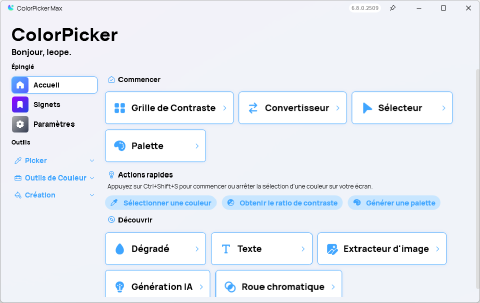 ColorPicker Max
6.8.0.2509
ColorPicker
Bonjour, leope.
Épinglé
Accueil
Signets
Paramètres
Outils
Picker
Outils de Couleur
Création
Commencer
Grille de Contraste
Convertisseur
Sélecteur
Palette
Actions rapides
Appuyez sur Ctrl+Shift+S pour commencer ou arrêter la sélection d'une couleur sur votre écran.
Sélectionner une couleur
Obtenir le ratio de contraste
Générer une palette
Découvrir
Dégradé
Texte
Extracteur d'image
Génération IA
Roue chromatique